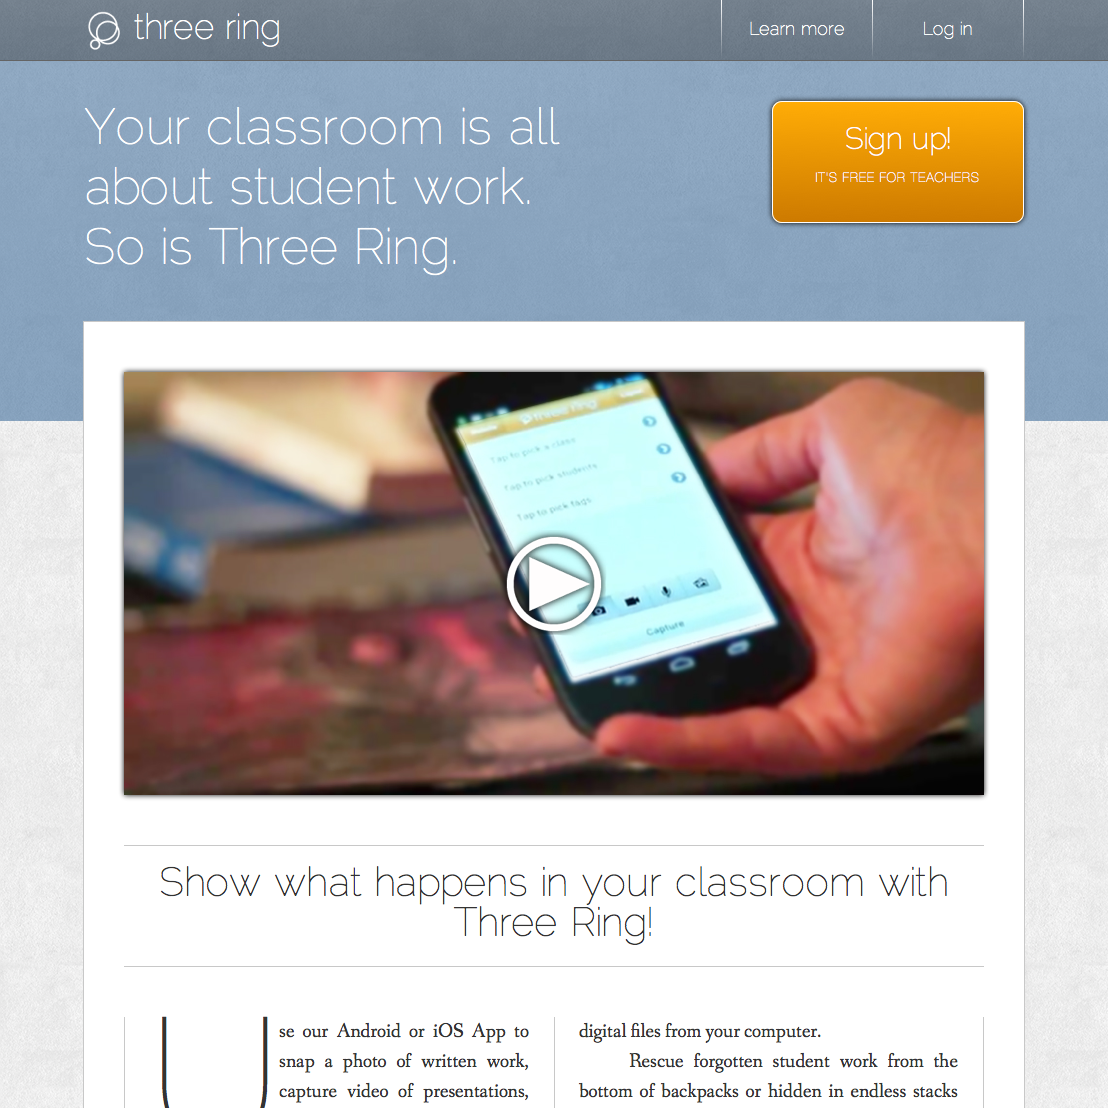 three ring
Learn more
Log in
Your classroom is all
about student work.
So is Three Ring.
Sign up!
IT'S FREE FOR TEACHERS
three ring
Tap to pick a class
Tap to pick students
Tap to pick tags
Capture
Show what happens in your classroom with
Three Ring!
Use our Android or iOS App to
snap a photo of written work,
capture video of presentations,
digital files from your computer.
Rescue forgotten student work from the
bottom of backpacks or hidden in endless stacks